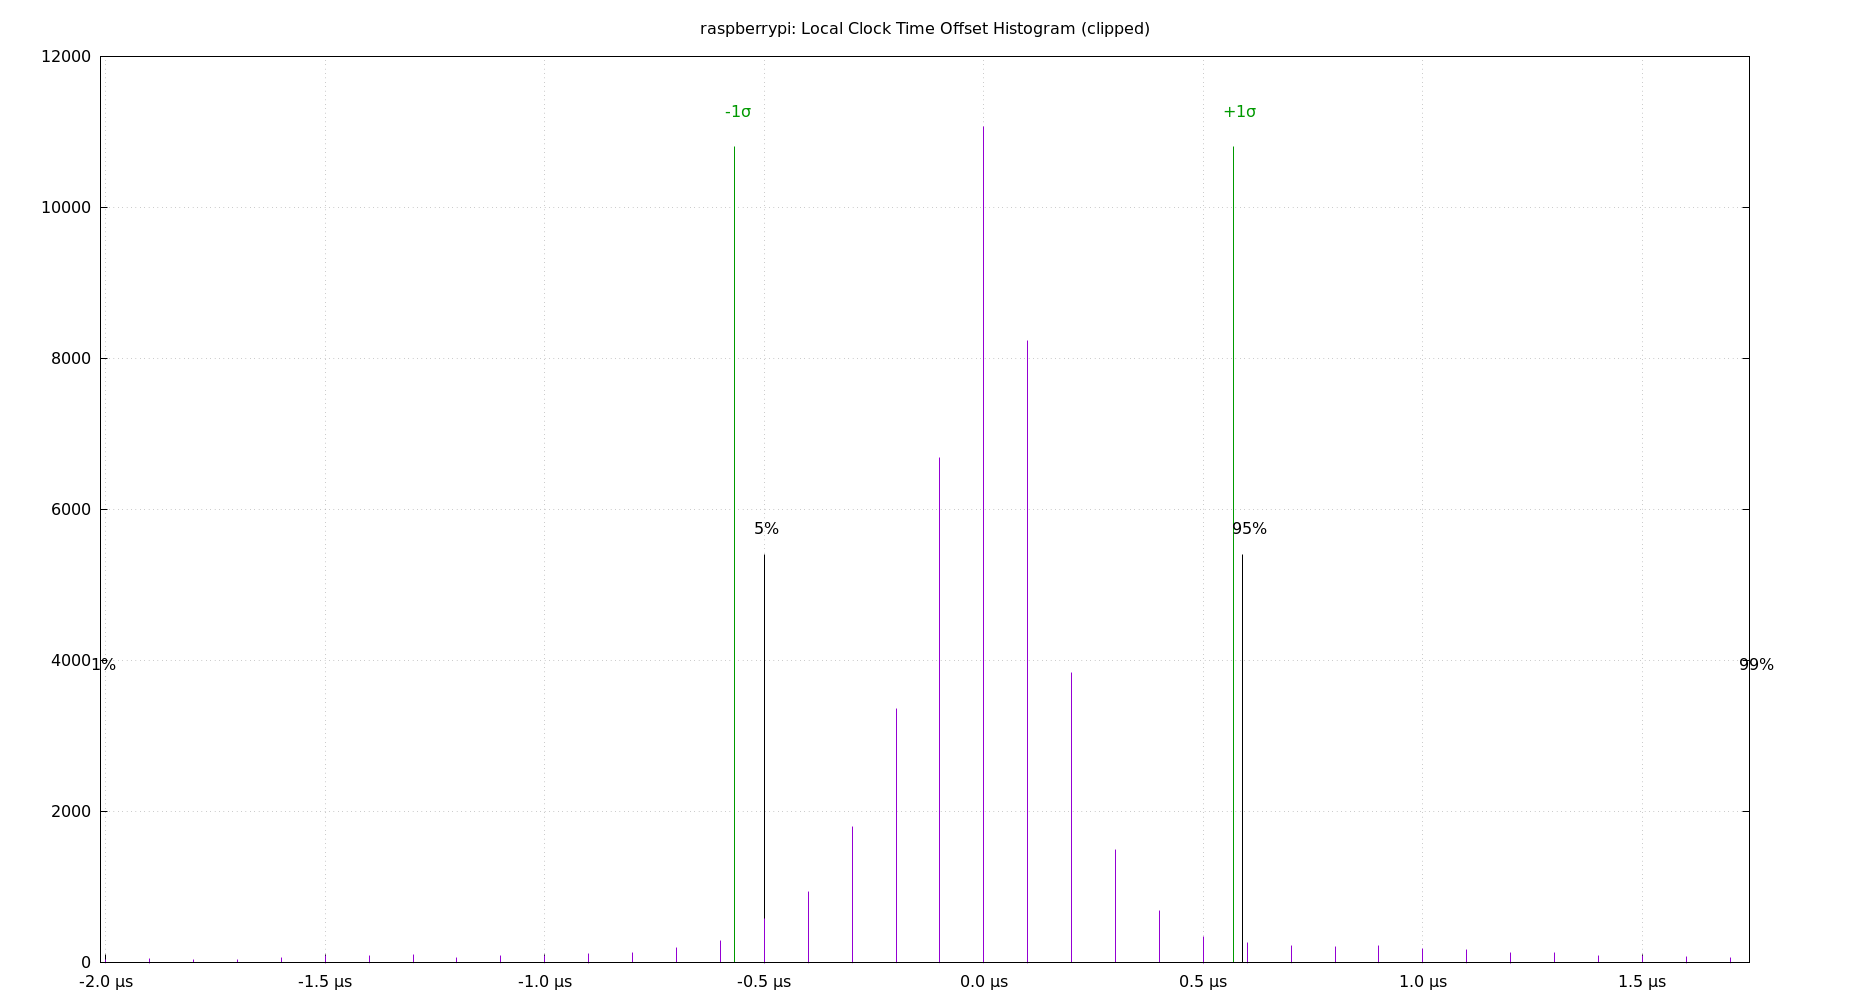 raspberrypi: Local Clock Time Offset Histogram (clipped)
12000
-1σ
+1σ
10000
8000
6000
5%
95%
4000
1%
99%
2000
0
-2.0 µs
-1.5 µs
-1.0 µs
-0.5 µs
0.0 µs
0.5 µs
1.0 µs
1.5 µs